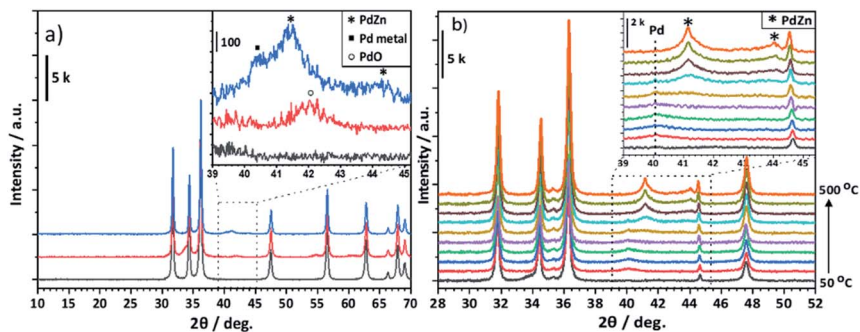 a)
100
* PdZn
■ Pd metal
○ PdO
39 40 41 42 43 44 45
5 k
Intensity / a.u.
10 15 20 25 30 35 40 45 50 55 60 65 70
2θ / deg.
b)
2 k
Pd
* PdZn
39 40 41 42 43 44 45
5 k
Intensity / a.u.
500 °C
50 °C
28 30 32 34 36 38 40 42 44 46 48 50 52
2θ / deg.